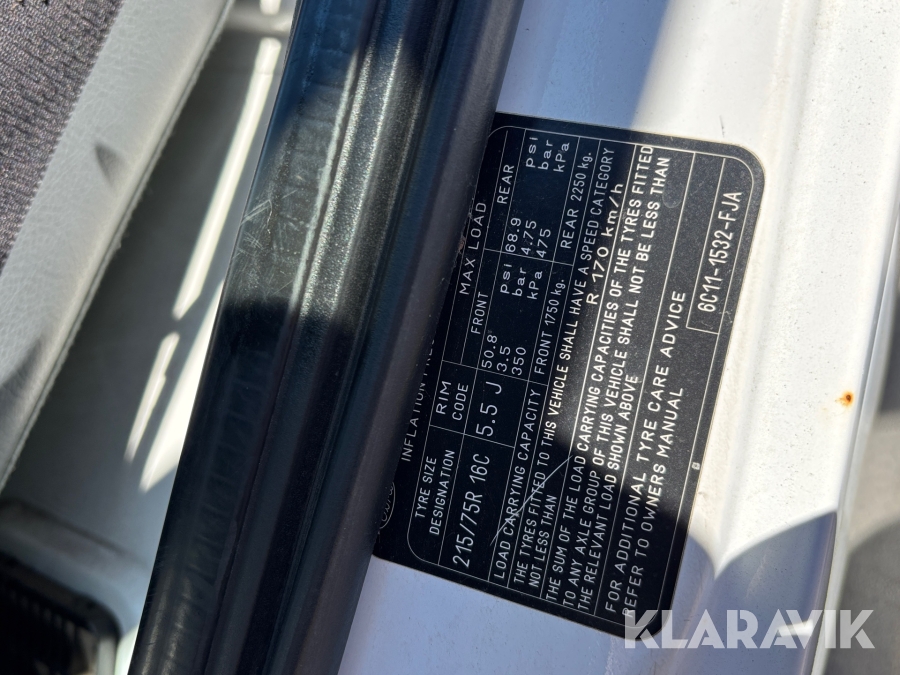 INFLATION
TYRE SIZE DESIGNATION
RIM CODE
MAX LOAD
FRONT
REAR
215/75R 16C
5.5 J
50.8 psi 68.9 psi
3.5 bar 4.75 bar
350 kPa 475 kPa
LOAD CARRYING CAPACITY FRONT 1750 kg. REAR 2250 kg.
THE TYRES FITTED TO THIS VEHICLE SHALL HAVE A SPEED CATEGORY
NOT LESS THAN R 170 km/h
THE SUM OF THE LOAD CARRYING CAPACITIES OF THE TYRES FITTED
TO ANY AXLE GROUP OF THIS VEHICLE SHALL NOT BE LESS THAN
THE RELEVANT LOAD SHOWN ABOVE
FOR ADDITIONAL TYRE CARE ADVICE
REFER TO OWNERS MANUAL
6C11-1532-FJA
KLARAVIK